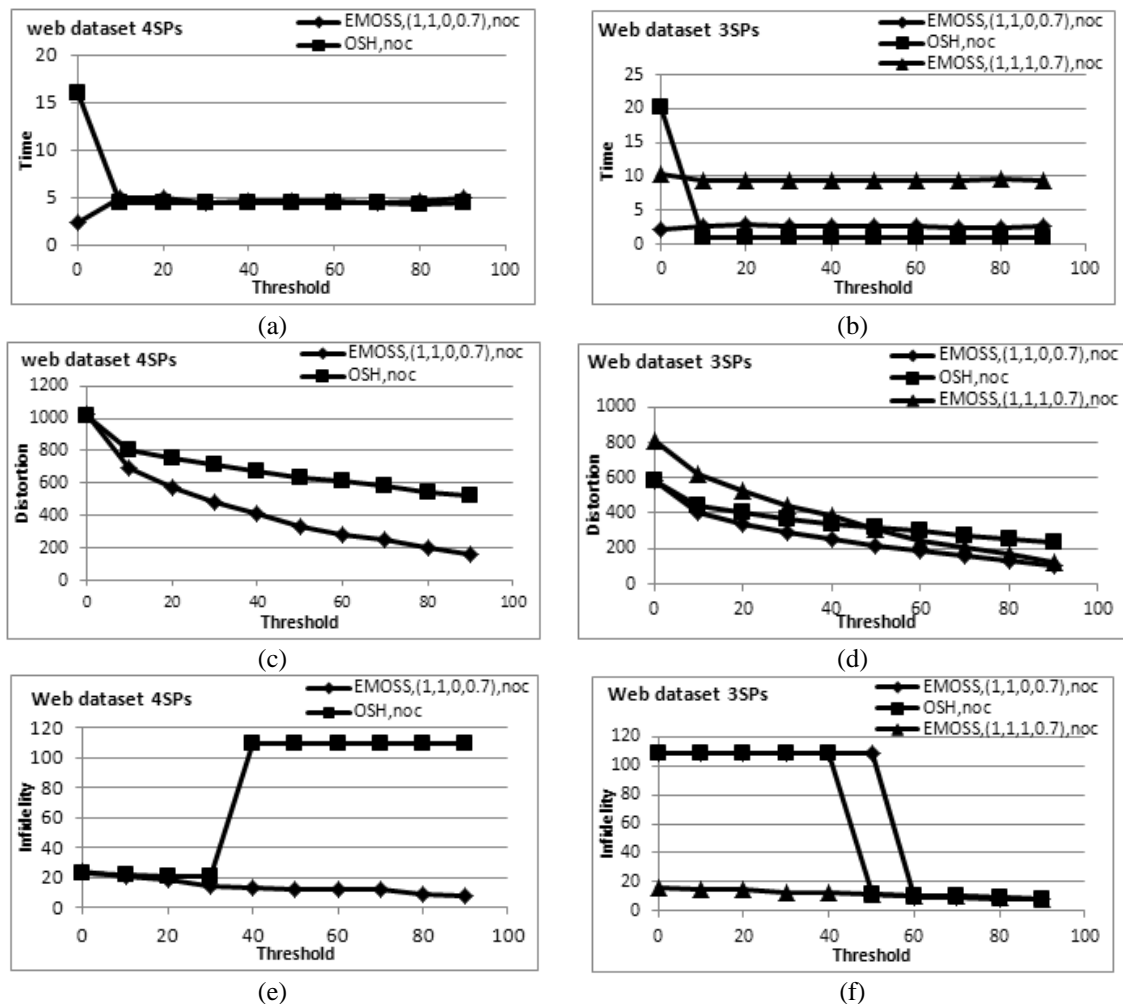 web dataset 4SPs
EMOSS,(1,1,0,0.7),noc
OSH,noc
20
15
10
5
0
Time
0 20 40 60 80 100
Threshold
(a)
Web dataset 3SPs
EMOSS,(1,1,0,0.7),noc
OSH,noc
EMOSS,(1,1,1,0.7),noc
25
20
15
10
5
0
Time
0 20 40 60 80 100
Threshold
(b)
web dataset 4SPs
EMOSS,(1,1,0,0.7),noc
OSH,noc
1200
1000
800
600
400
200
0
Distortion
0 20 40 60 80 100
Threshold
(c)
Web dataset 3SPs
EMOSS,(1,1,0,0.7),noc
OSH,noc
EMOSS,(1,1,1,0.7),noc
1000
800
600
400
200
0
Distortion
0 20 40 60 80 100
Threshold
(d)
Web dataset 4SPs
EMOSS,(1,1,0,0.7),noc
OSH,noc
120
100
80
60
40
20
0
Infidelity
0 20 40 60 80 100
Threshold
(e)
Web dataset 3SPs
EMOSS,(1,1,0,0.7),noc
OSH,noc
EMOSS,(1,1,1,0.7),noc
120
100
80
60
40
20
0
Infidelity
0 20 40 60 80 100
Threshold
(f)